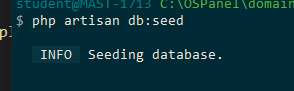 student@MAST-1713 C:\OSPanel\domain
$ php artisan db:seed
INFO Seeding database.